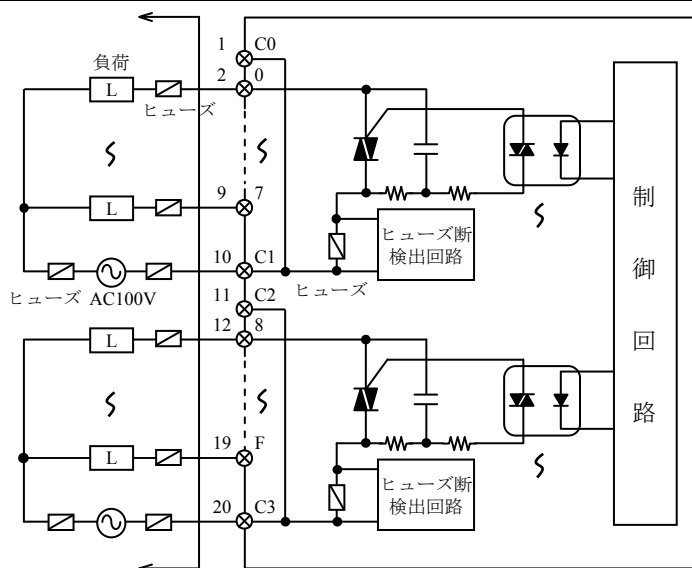 1 C0
負荷
L
2 0
ヒューズ
L
9 7
10 C1
ヒューズ AC100V
ヒューズ
ヒューズ断
検出回路
11 C2
L
12 8
L
19 F
20 C3
ヒューズ断
検出回路
制
御
回
路